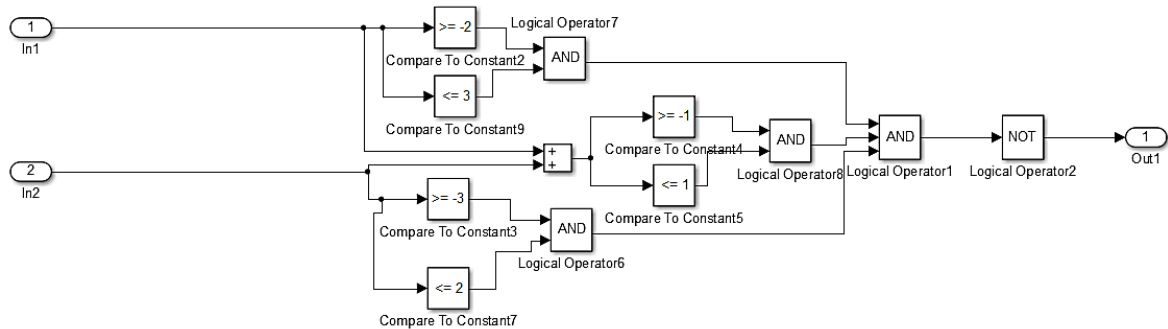 1
In1
>= -2
Compare To Constant2
Logical Operator7
AND
<= 3
Compare To Constant9
+
+
>= -1
Compare To Constant4
<= 1
Compare To Constant5
AND
Logical Operator8
AND
Logical Operator1
NOT
Logical Operator2
1
Out1
2
In2
>= -3
Compare To Constant3
AND
Logical Operator6
<= 2
Compare To Constant7